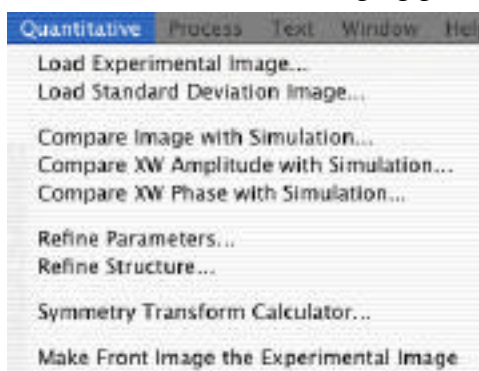 Quantitative Process Text Window Hel
Load Experimental Image...
Load Standard Deviation Image...
Compare Image with Simulation...
Compare XW Amplitude with Simulation...
Compare XW Phase with Simulation...
Refine Parameters...
Refine Structure...
Symmetry Transform Calculator...
Make Front Image the Experimental Image